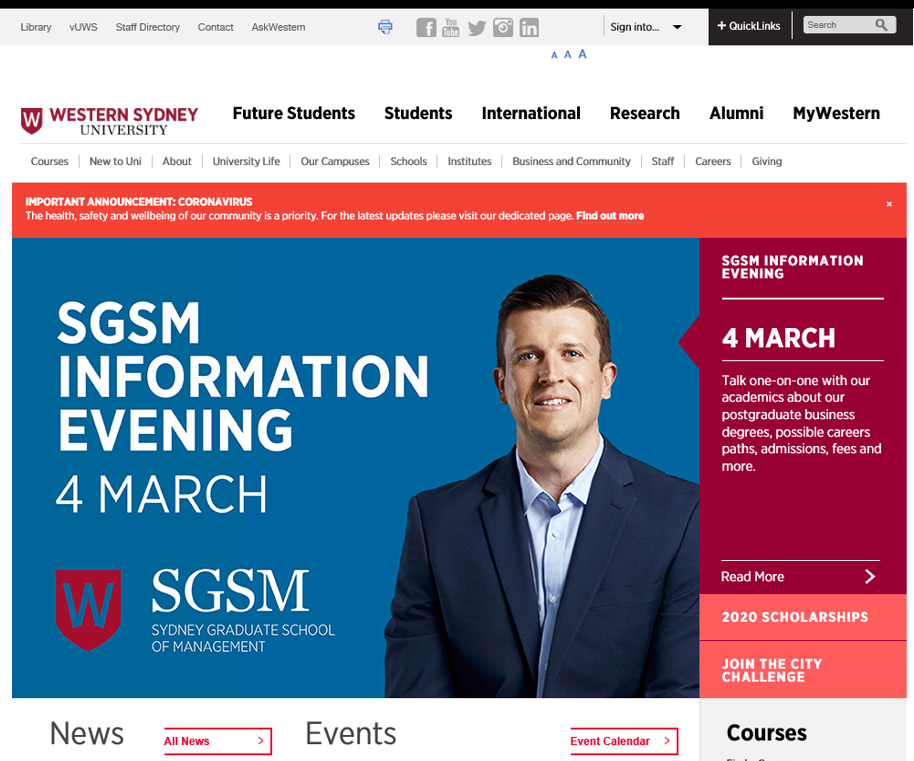 Library vUWS Staff Directory Contact AskWestern Sign into... + QuickLinks Search
A A A
WESTERN SYDNEY
UNIVERSITY
Future Students Students International Research Alumni MyWestern
Courses New to Uni About University Life Our Campuses Schools Institutes Business and Community Staff Careers Giving
IMPORTANT ANNOUNCEMENT: CORONAVIRUS
The health, safety and wellbeing of our community is a priority. For the latest updates please visit our dedicated page. Find out more
SGSM
INFORMATION
EVENING
4 MARCH
W
SGSM
SYDNEY GRADUATE SCHOOL
OF MANAGEMENT
SGSM INFORMATION
EVENING
4 MARCH
Talk one-on-one with our
academics about our
postgraduate business
degrees, possible careers
paths, admissions, fees and
more.
Read More
2020 SCHOLARSHIPS
JOIN THE CITY
CHALLENGE
News All News Events Event Calendar
Courses